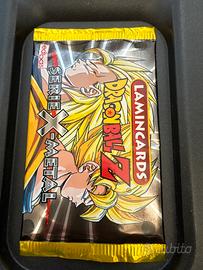 LAMINCARDS
DRAGON BALL Z
SERIE X-METAL
subito